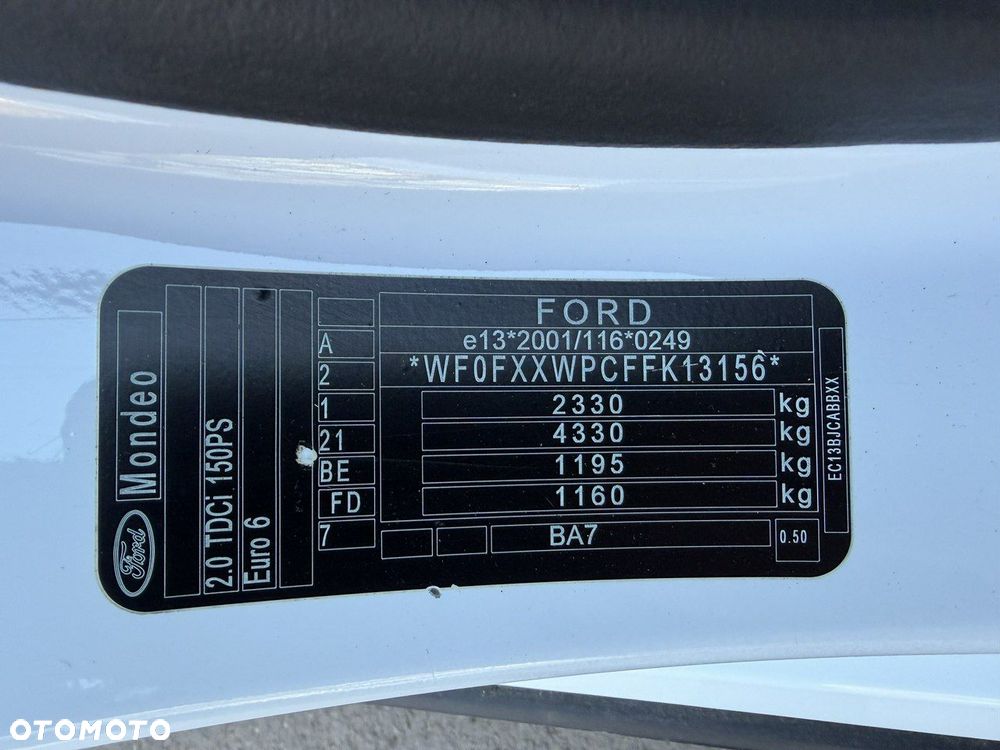 Ford
Mondeo
2.0 TDCi 150PS
Euro 6
A
2
1
21
BE
FD
7
FORD
e13*2001/116*0249
*WF0FXXWPCFFK13156*
2330 kg
4330 kg
1195 kg
1160 kg
BA7
0.50
EC13BJCABBXX
OTOMOTO